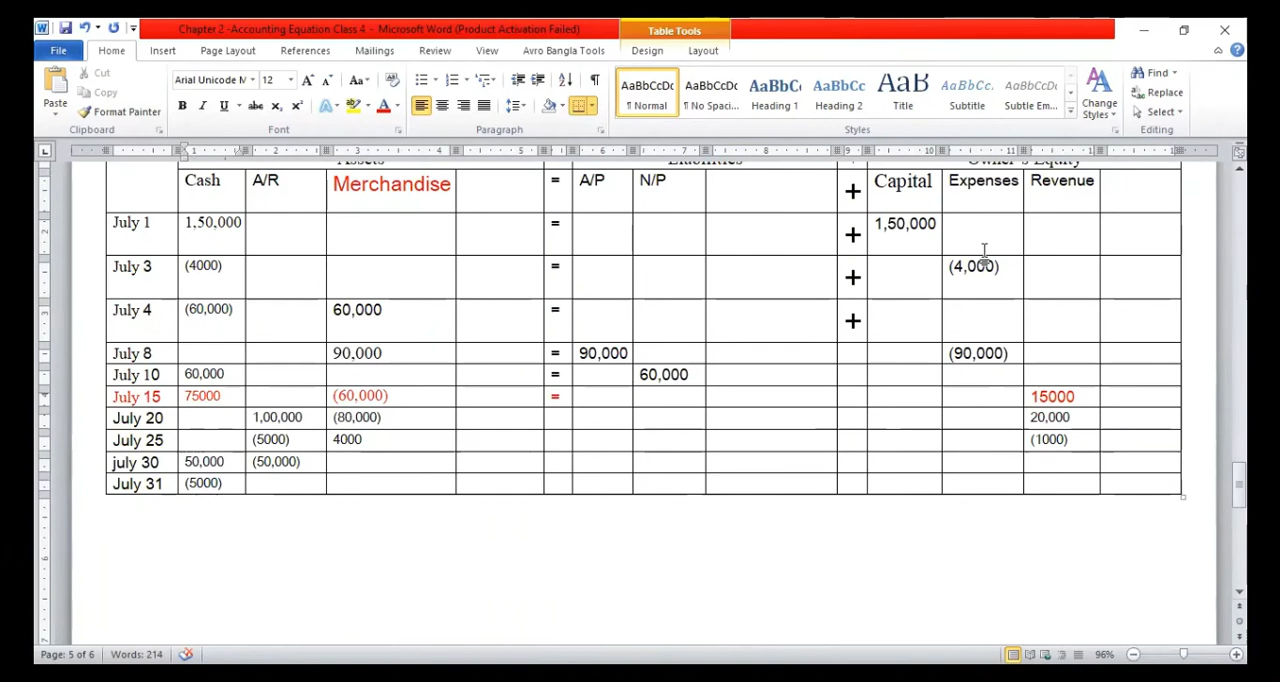 Chapter 2 -Accounting Equation Class 4 - Microsoft Word (Product Activation Failed)
Table Tools
File Home Insert Page Layout References Mailings Review View Avro Bangla Tools Design Layout
Paste
Cut
Copy
Format Painter
Clipboard
Arial Unicode M 12
Font
Paragraph
AaBbCcDc AaBbCcDc AaBbC AaBbCc AaB AaBbCc. AaBbCcDc
¶ Normal ¶ No Spaci... Heading 1 Heading 2 Title Subtitle Subtle Em...
Styles
Change Styles
Find
Replace
Select
Editing
Assets Liabilities + Owner's Equity
Cash A/R Merchandise = A/P N/P + Capital Expenses Revenue
July 1 1,50,000 = + 1,50,000
July 3 (4000) = + (4,000)
July 4 (60,000) 60,000 = +
July 8 90,000 = 90,000 (90,000)
July 10 60,000 = 60,000
July 15 75000 (60,000) = 15000
July 20 1,00,000 (80,000) 20,000
July 25 (5000) 4000 (1000)
july 30 50,000 (50,000)
July 31 (5000)
Page: 5 of 6 Words: 214 96%